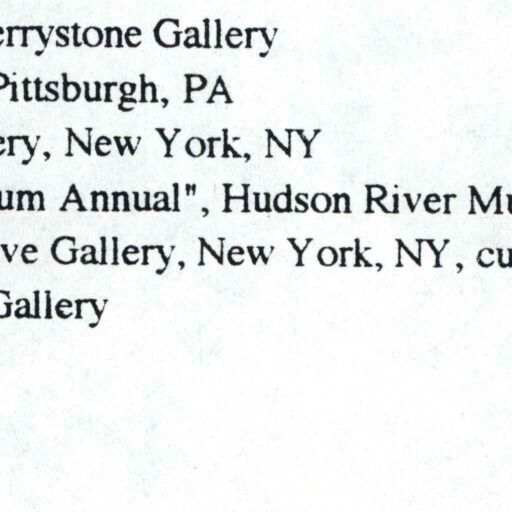 errystone Gallery
Pittsburgh, PA
ery, New York, NY
um Annual", Hudson River Mu
ve Gallery, New York, NY, cu
Gallery